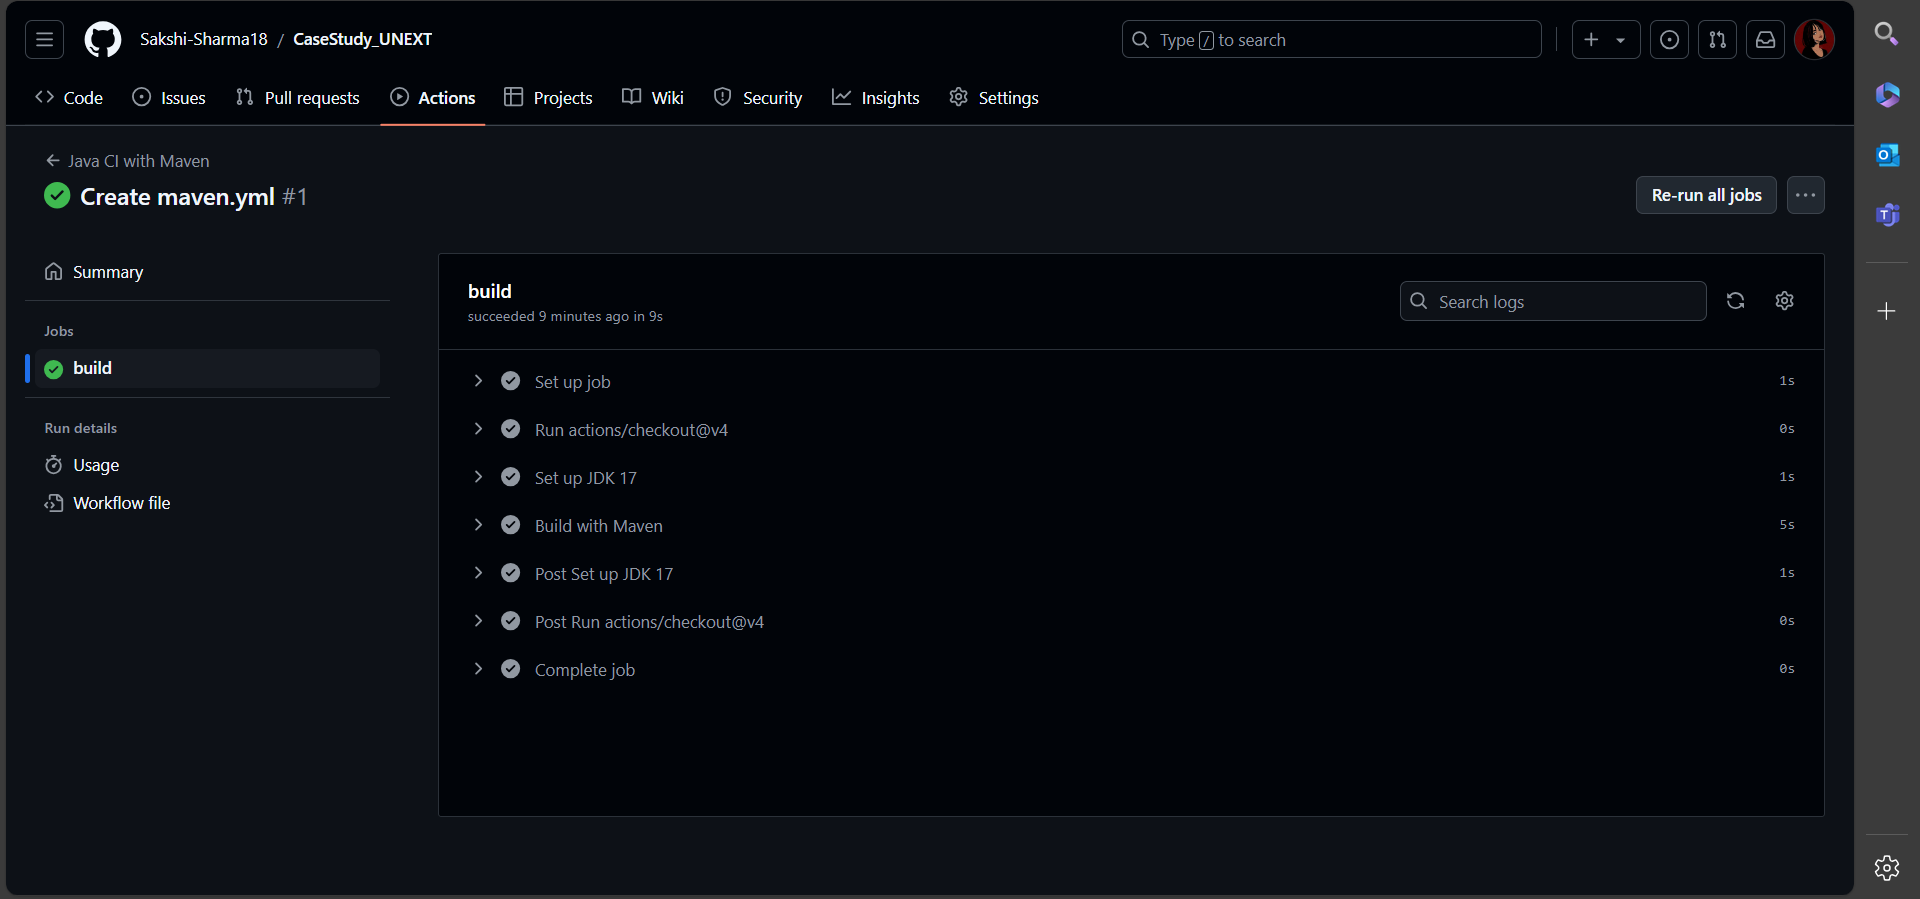 Sakshi-Sharma18 / CaseStudy_UNEXT
Type / to search
Code Issues Pull requests Actions Projects Wiki Security Insights Settings
Java CI with Maven
Create maven.yml #1
Re-run all jobs
Summary
Jobs
build
Run details
Usage
Workflow file
build
succeeded 9 minutes ago in 9s
Search logs
Set up job 1s
Run actions/checkout@v4 0s
Set up JDK 17 1s
Build with Maven 5s
Post Set up JDK 17 1s
Post Run actions/checkout@v4 0s
Complete job 0s